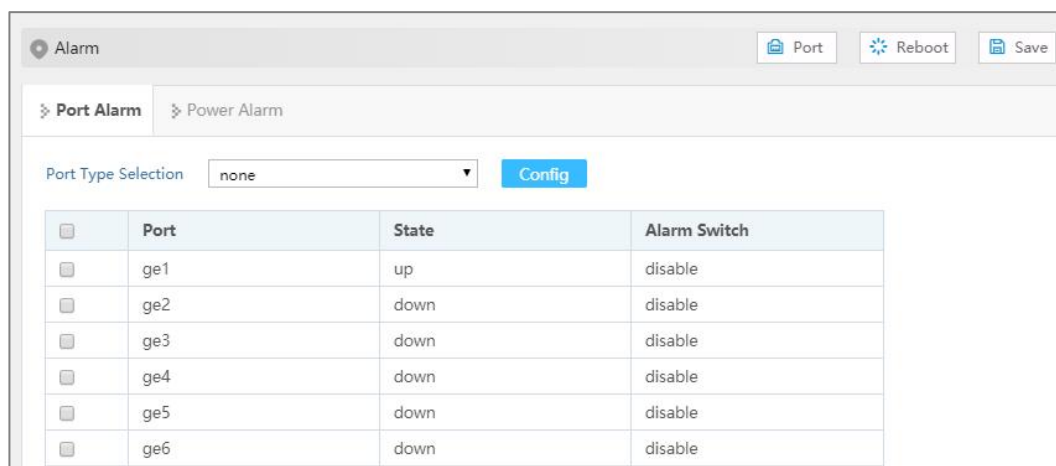 Alarm Port Reboot Save
Port Alarm Power Alarm
Port Type Selection none Config
Port State Alarm Switch
ge1 up disable
ge2 down disable
ge3 down disable
ge4 down disable
ge5 down disable
ge6 down disable